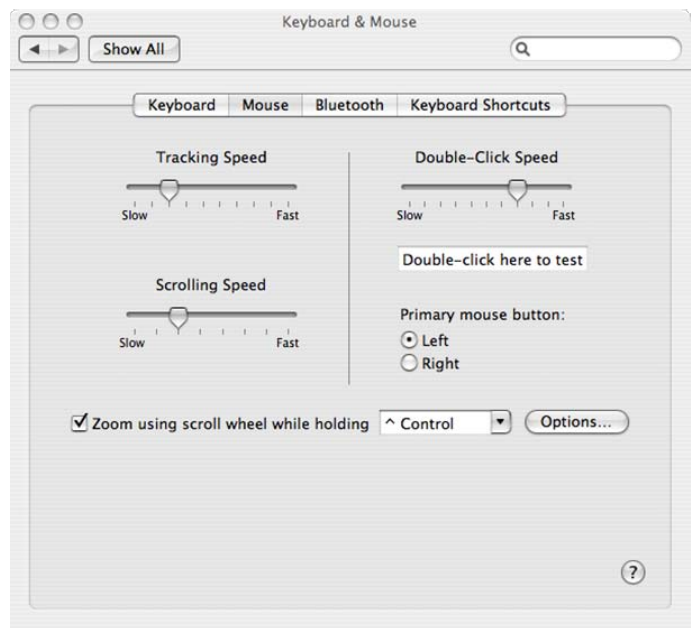 Keyboard & Mouse
Show All
Keyboard Mouse Bluetooth Keyboard Shortcuts
Tracking Speed
Slow Fast
Scrolling Speed
Slow Fast
Double-Click Speed
Slow Fast
Double-click here to test
Primary mouse button:
Left
Right
Zoom using scroll wheel while holding ^ Control Options...
?